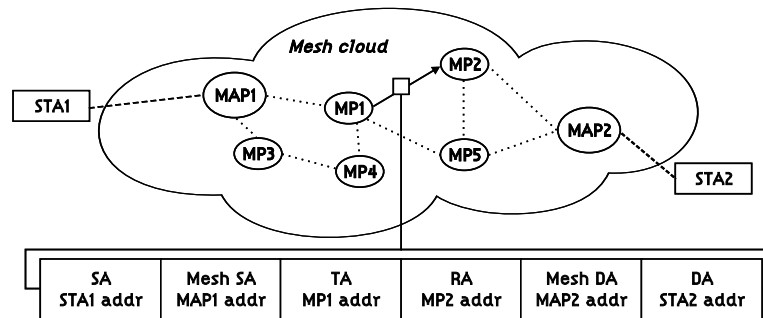 Mesh cloud
MP2
MAP1
MP1
STA1
MAP2
MP3
MP5
MP4
STA2
SA
STA1 addr
Mesh SA
MAP1 addr
TA
MP1 addr
RA
MP2 addr
Mesh DA
MAP2 addr
DA
STA2 addr